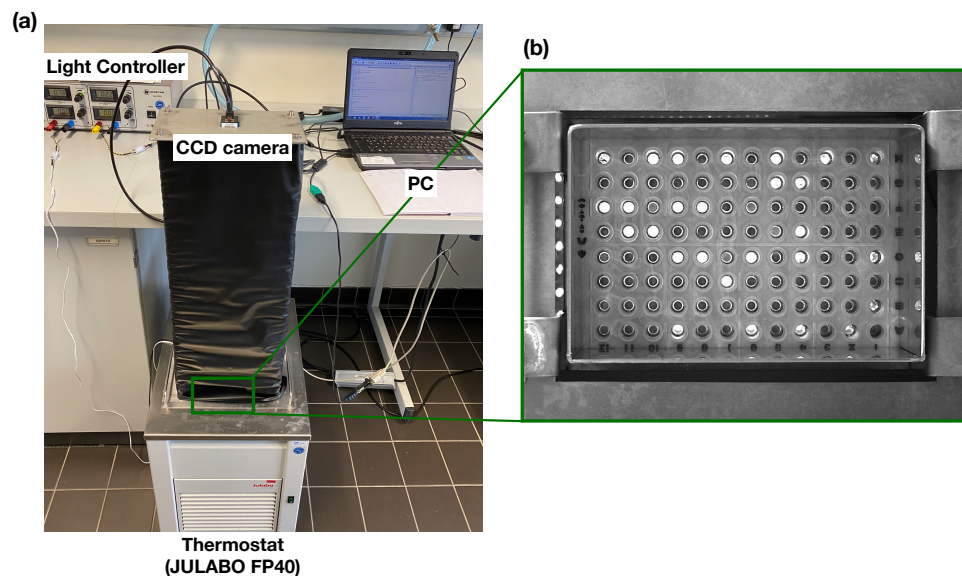 (a)
(b)
Light Controller
CCD camera
PC
Julabo
Thermostat
(JULABO FP40)